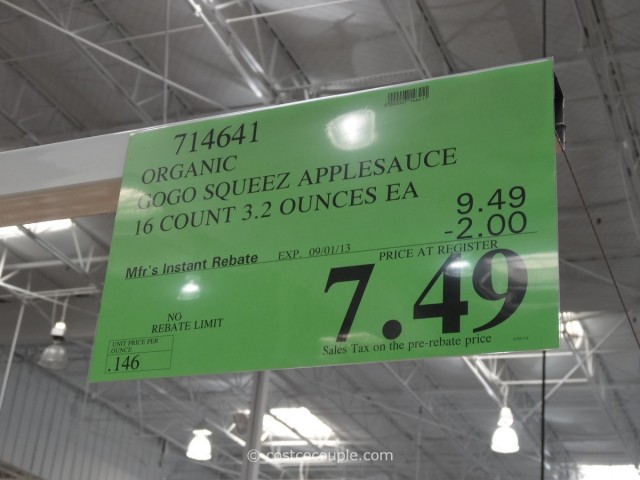 714641
ORGANIC
GOGO SQUEEZ APPLESAUCE
16 COUNT 3.2 OUNCES EA
9.49
-2.00
Mfr's Instant Rebate EXP. 09/01/13
PRICE AT REGISTER
7.49
NO
REBATE LIMIT
Sales Tax on the pre-rebate price
UNIT PRICE PER
OUNCE
.146
© costcocouple.com